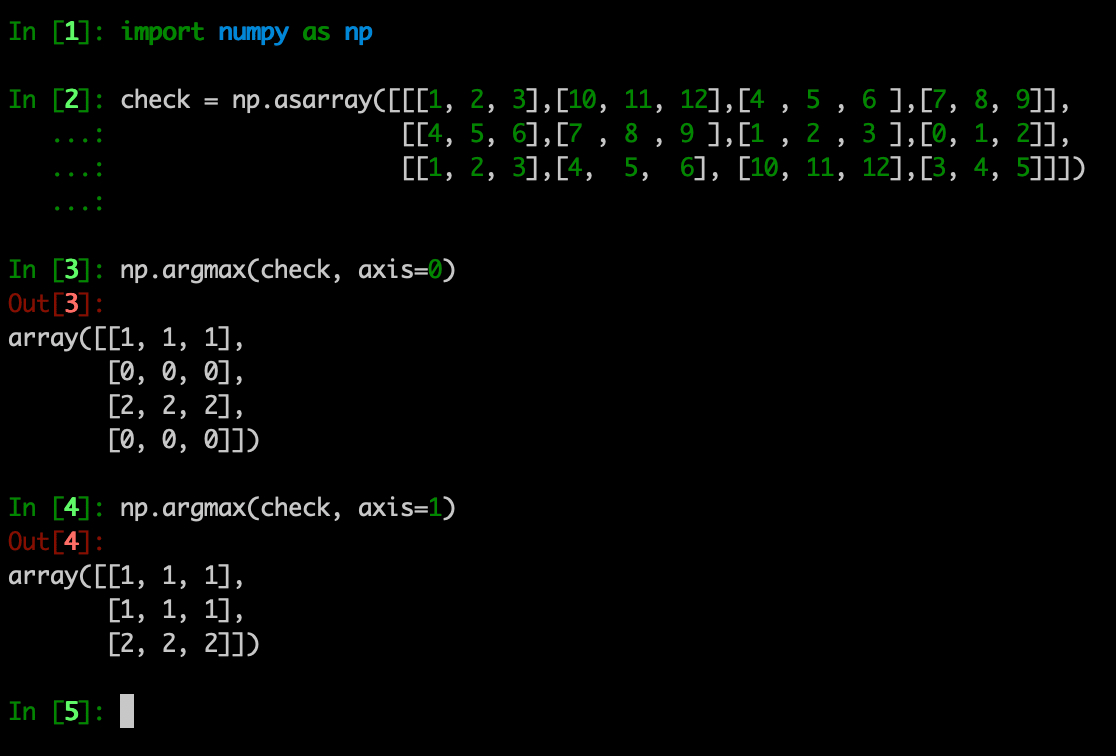 In [1]: import numpy as np
In [2]: check = np.asarray([[[1, 2, 3],[10, 11, 12],[4 , 5 , 6 ],[7, 8, 9]],
   ...:                     [[4, 5, 6],[7 , 8 , 9 ],[1 , 2 , 3 ],[0, 1, 2]],
   ...:                     [[1, 2, 3],[4,  5,  6], [10, 11, 12],[3, 4, 5]]])
   ...:
In [3]: np.argmax(check, axis=0)
Out[3]:
array([[1, 1, 1],
       [0, 0, 0],
       [2, 2, 2],
       [0, 0, 0]])
In [4]: np.argmax(check, axis=1)
Out[4]:
array([[1, 1, 1],
       [1, 1, 1],
       [2, 2, 2]])
In [5]: